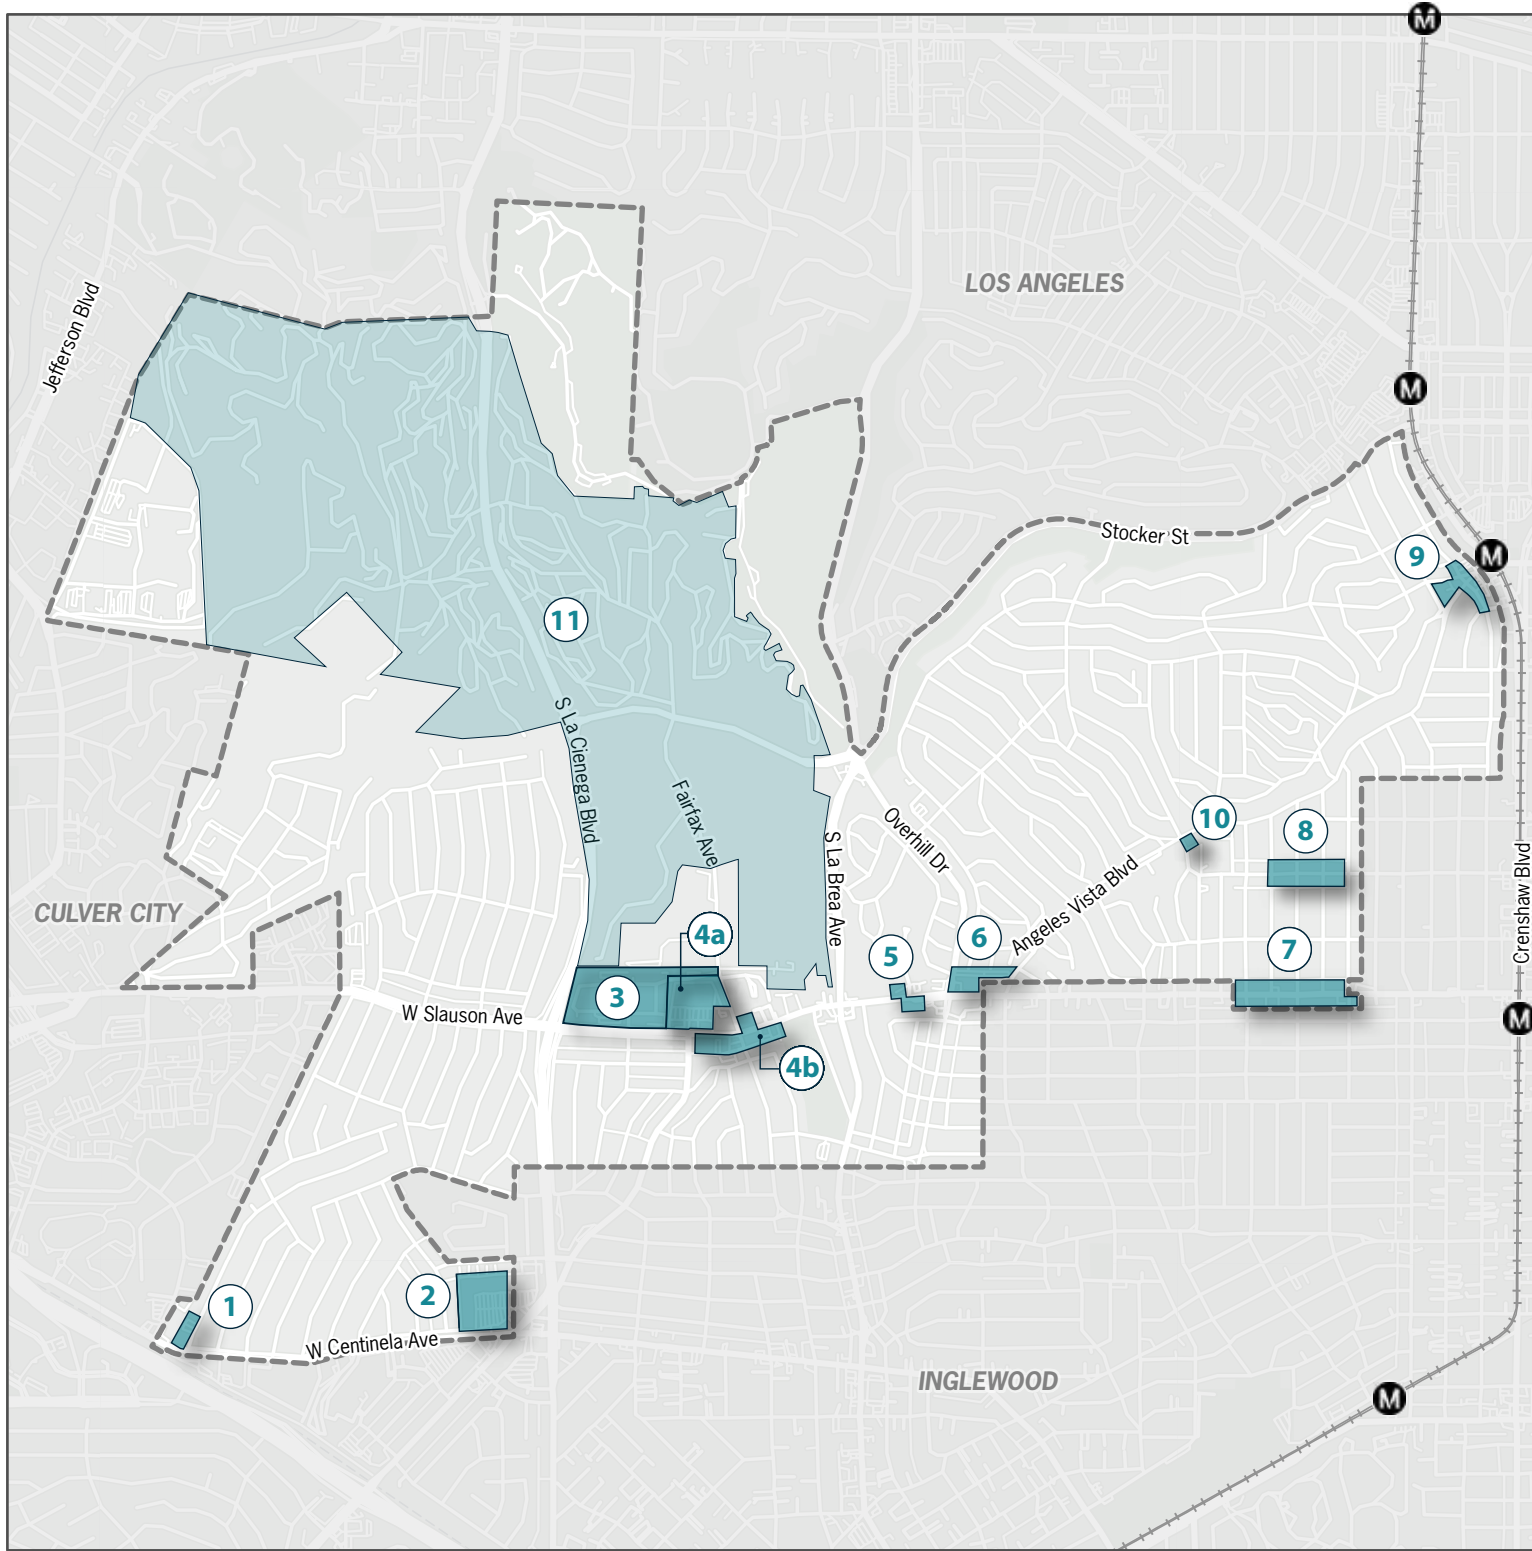 M
LOS ANGELES
Jefferson Blvd
M
Stocker St
9
M
11
S La Cienega Blvd
Fairfax Ave
Overhill Dr
S La Brea Ave
10
8
Angeles Vista Blvd
Crenshaw Blvd
CULVER CITY
4a
6
7
5
3
W Slauson Ave
M
4b
2
1
W Centinela Ave
INGLEWOOD
M